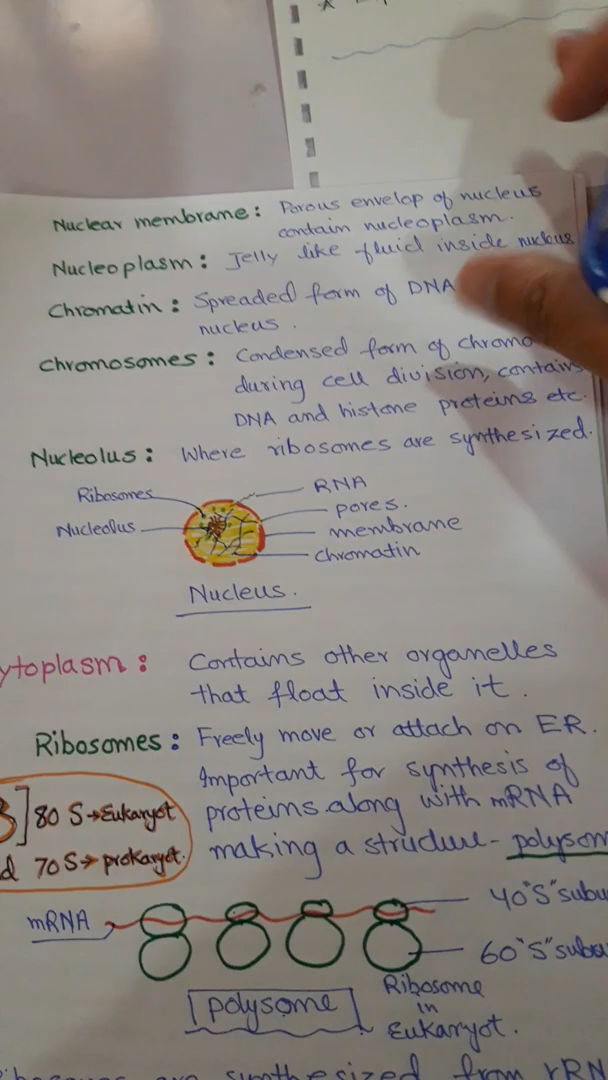 Nuclear membrane: Porous envelop of nucleus
contain nucleoplasm.
Nucleoplasm: Jelly like fluid inside nucleus
Chromatin: Spreaded form of DNA
nucleus.
Chromosomes: Condensed form of chromo
during cell division, contains
DNA and histone proteins etc.
Nucleolus: Where ribosomes are synthesized.
Ribosomes
RNA
pores.
Nucleolus
membrane
chromatin
Nucleus.
ytoplasm: Contains other organelles
that float inside it.
Ribosomes: Freely move or attach on ER.
Important for synthesis of
80 S→Eukaryot proteins along with mRNA
d 70S→prokaryot. making a structure- polysom
mRNA
40"S" subu
60"S" subu
polysome
Ribosome
in
Eukaryot.
synthesized from rRN